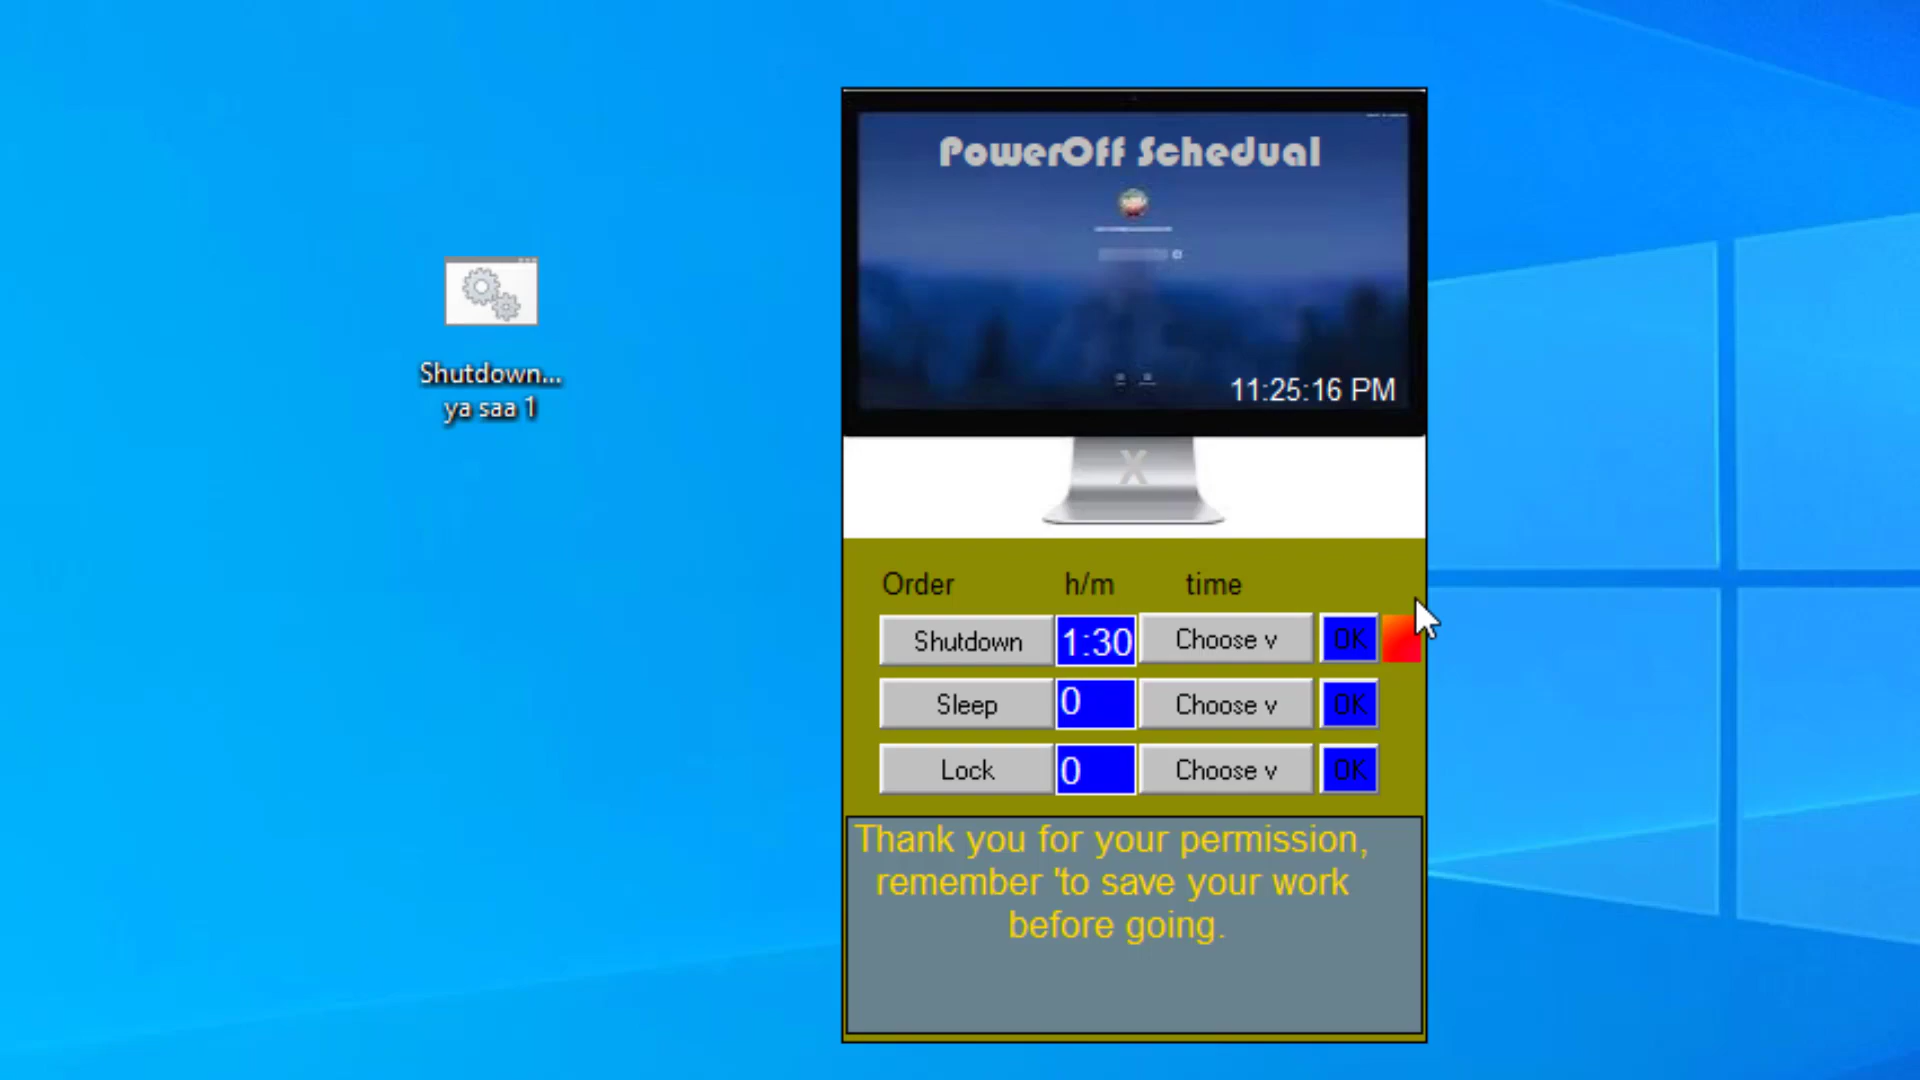 PowerOff Schedual
11:25:16 PM
X
Shutdown...
ya saa 1
Order h/m time
Shutdown 1:30 Choose v OK
Sleep 0 Choose v OK
Lock 0 Choose v OK
Thank you for your permission,
remember 'to save your work
before going.